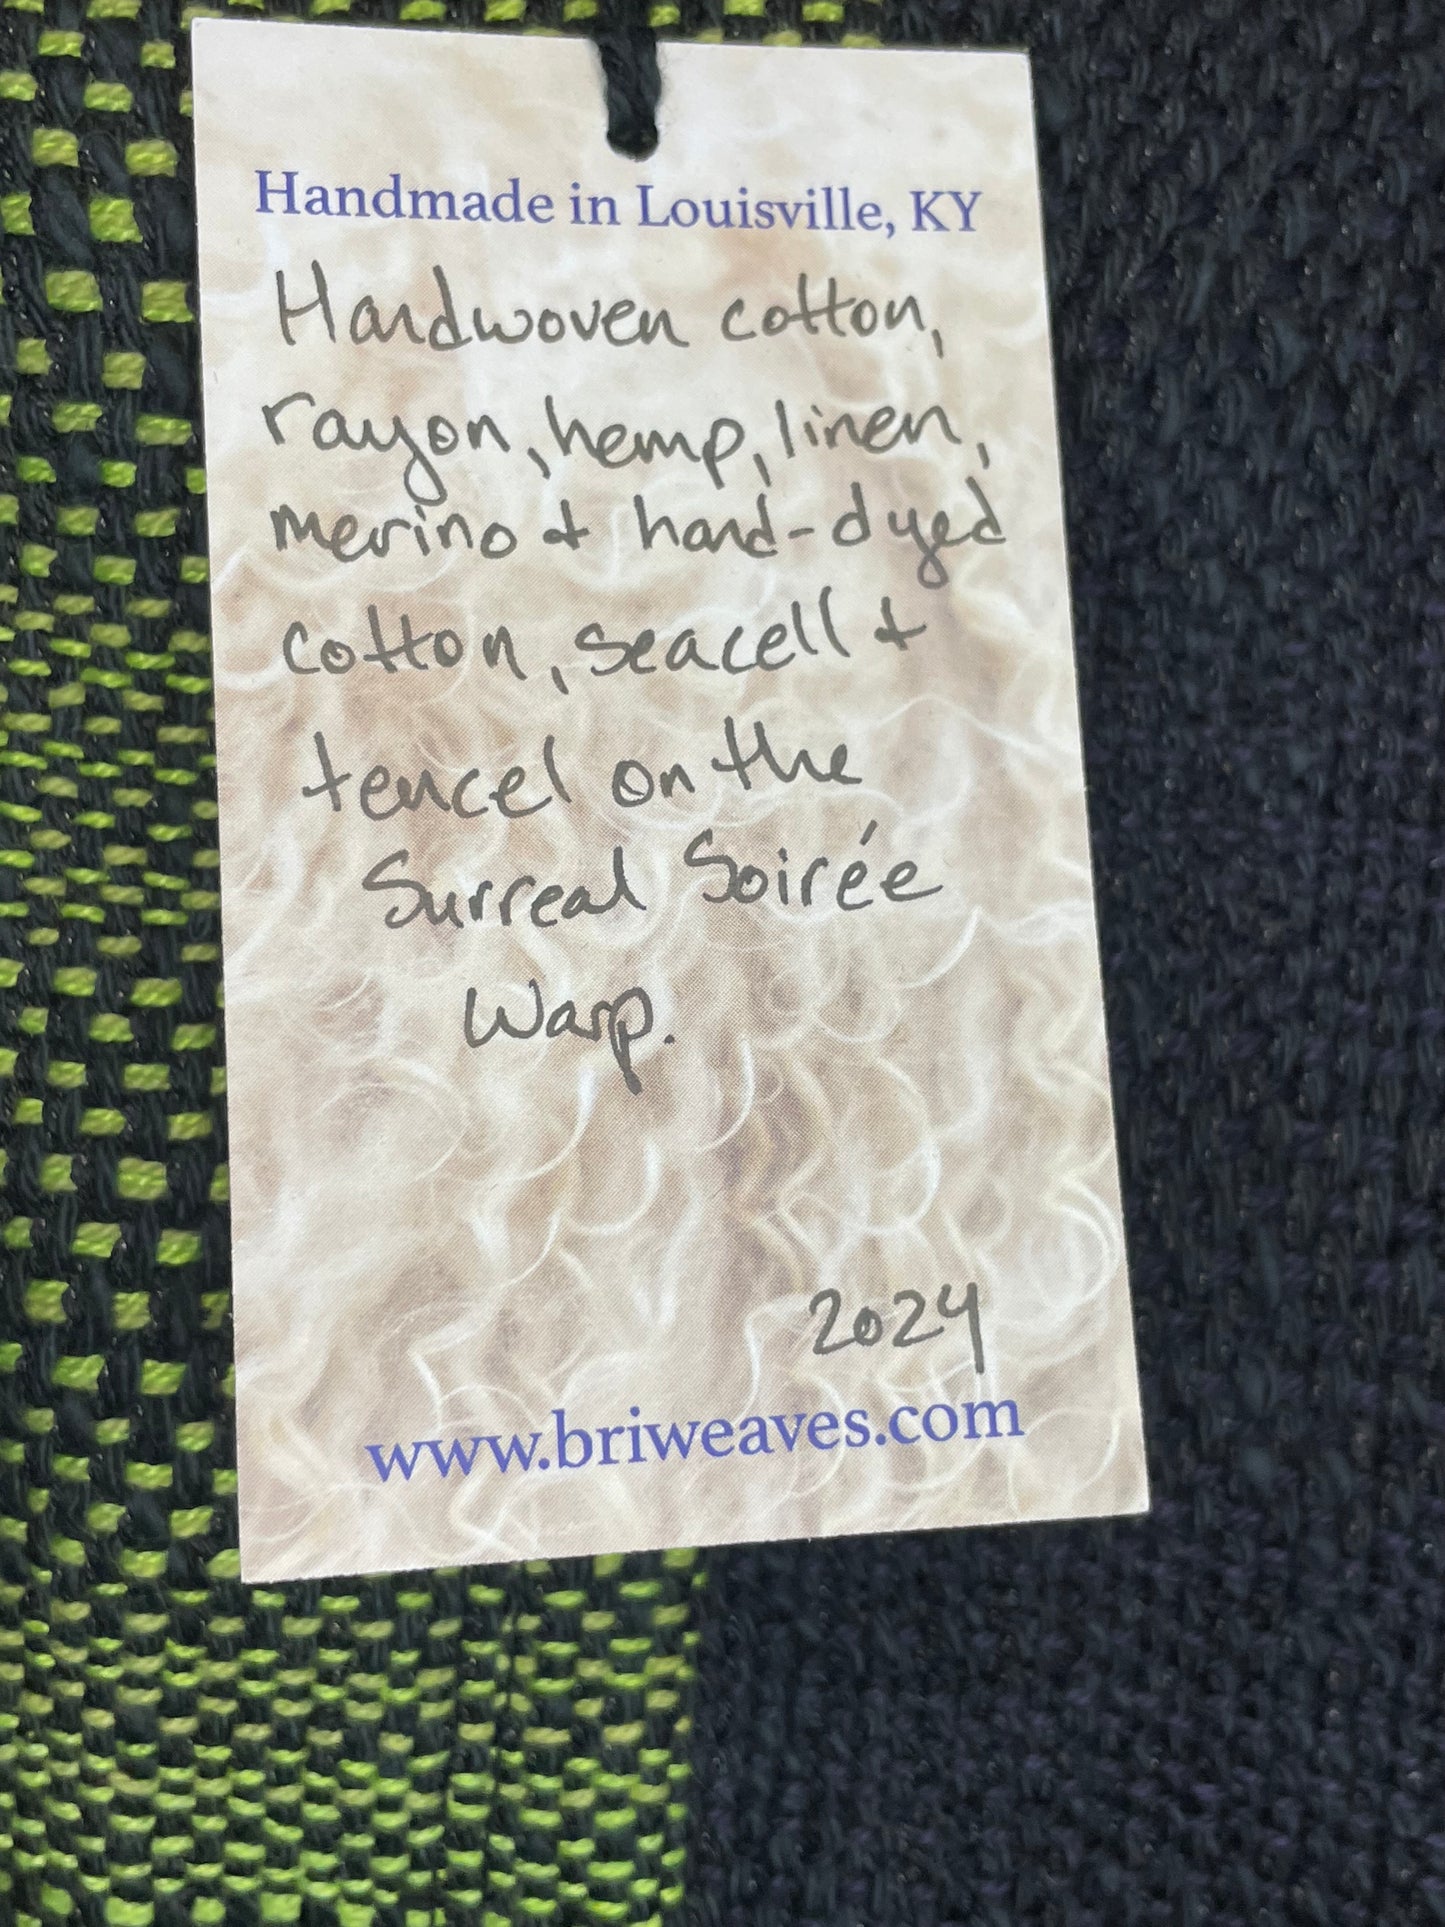 Handmade in Louisville, KY
Handwoven cotton,
rayon, hemp, linen,
merino & hand-dyed
cotton, seacell &
tencel on the
Surreal Soirée
Warp.
2024
www.briweaves.com